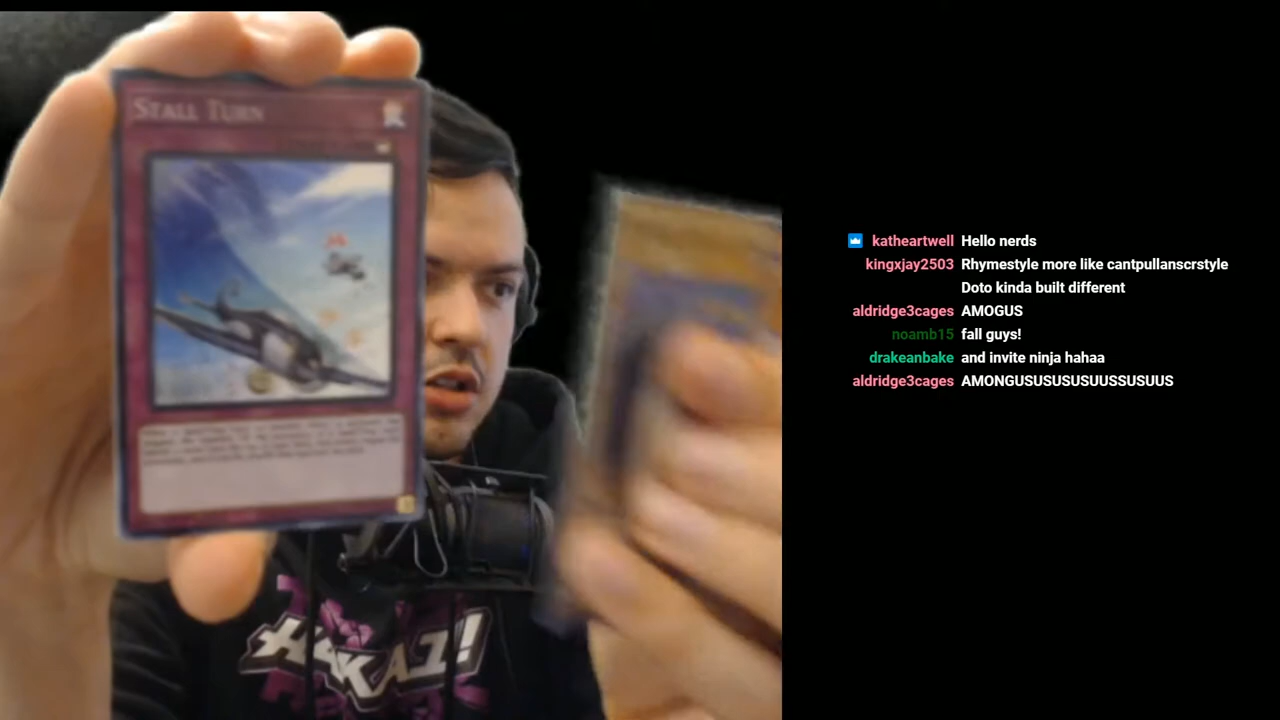 STALL TURN
HAKAI!
katheartwell Hello nerds
kingxjay2503 Rhymestyle more like cantpullanscrstyle
Doto kinda built different
aldridge3cages AMOGUS
noamb15 fall guys!
drakeanbake and invite ninja hahaa
aldridge3cages AMONGUSUSUSUSUUSSUSUUS